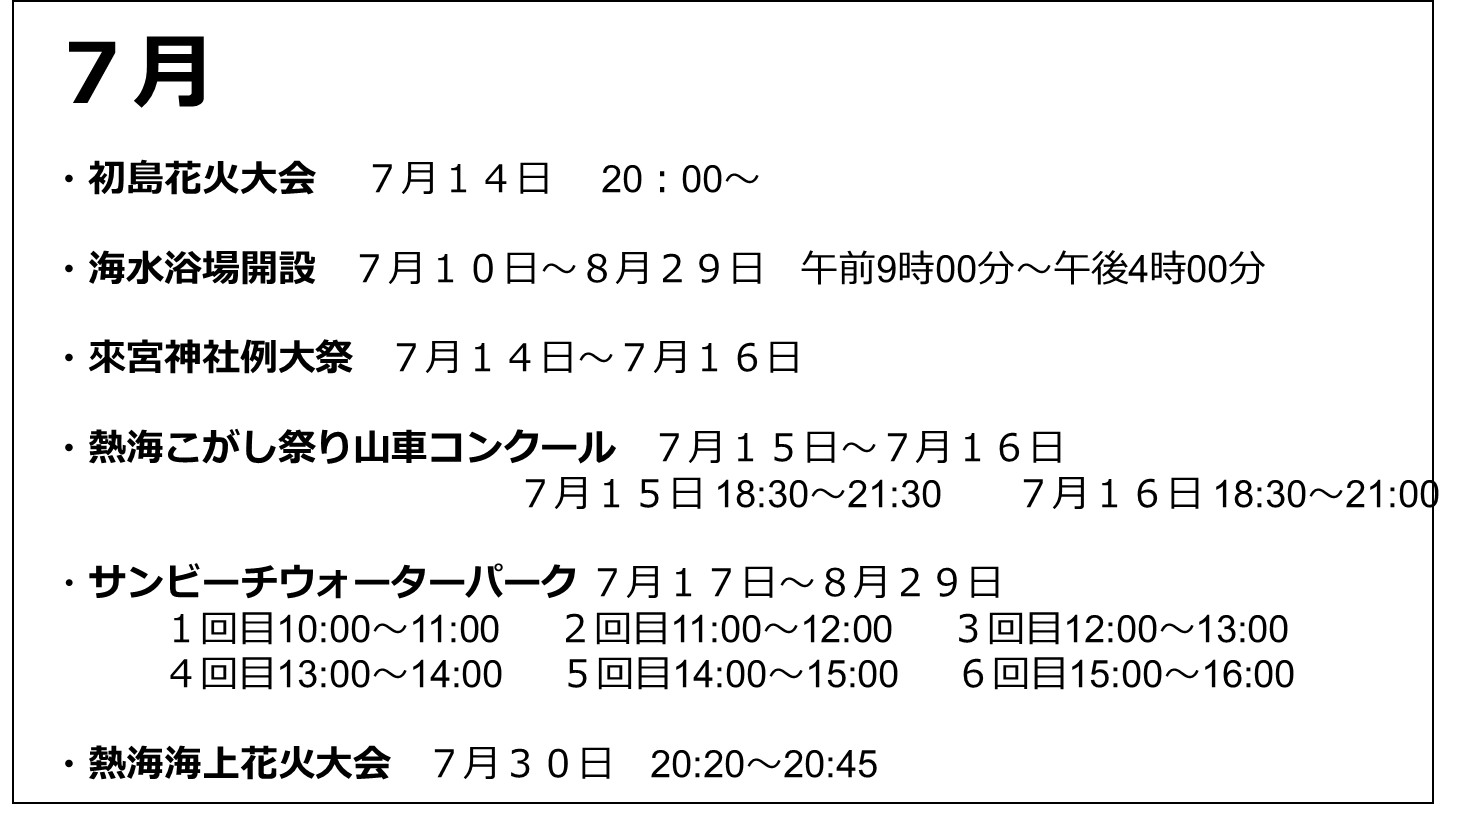 ７月
・初島花火大会　７月１４日　20：00～
・海水浴場開設　７月１０日～８月２９日　午前9時00分～午後4時00分
・來宮神社例大祭　７月１４日～７月１６日
・熱海こがし祭り山車コンクール　７月１５日～７月１６日
７月１５日 18:30～21:30　７月１６日 18:30～21:00
・サンビーチウォーターパーク ７月１７日～８月２９日
１回目10:00～11:00　２回目11:00～12:00　３回目12:00～13:00
４回目13:00～14:00　５回目14:00～15:00　６回目15:00～16:00
・熱海海上花火大会　７月３０日　20:20～20:45